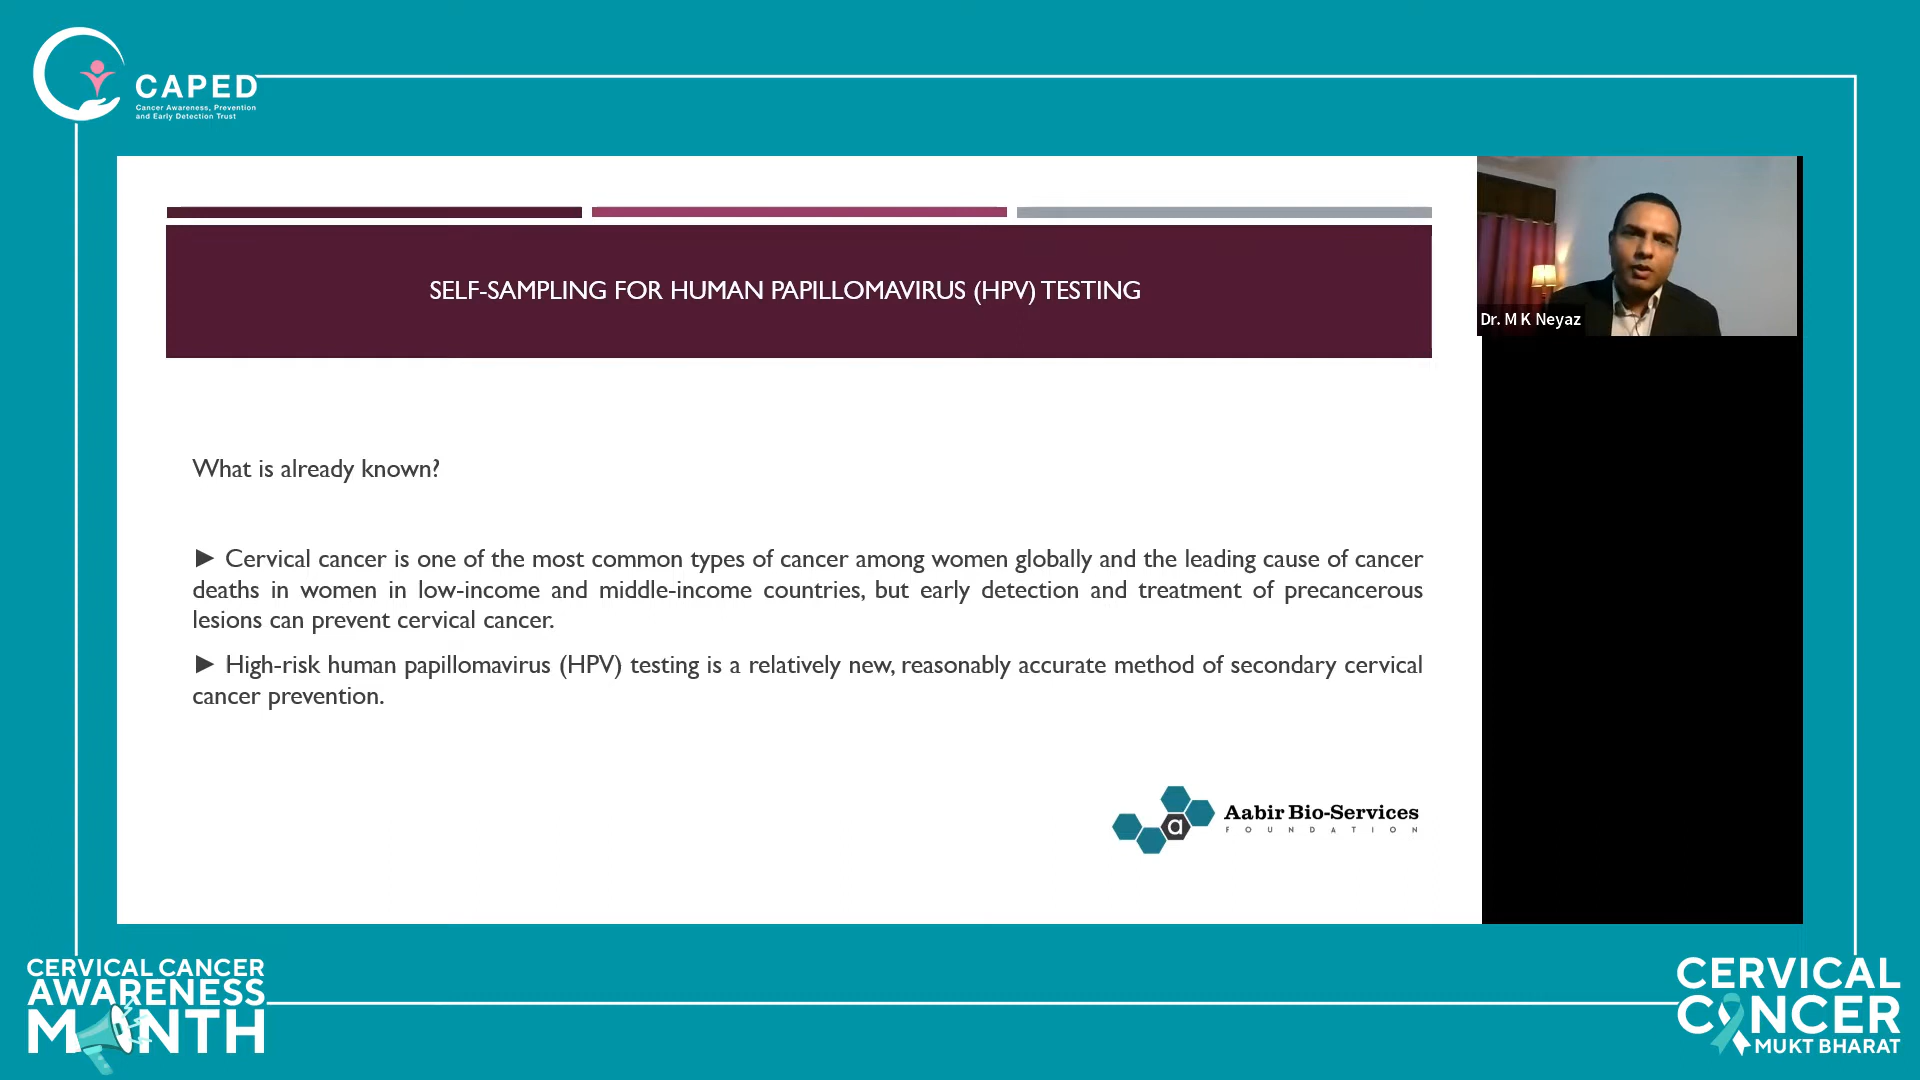 CAPED
Cancer Awareness, Prevention
and Early Detection Trust
SELF-SAMPLING FOR HUMAN PAPILLOMAVIRUS (HPV) TESTING
Dr. M K Neyaz
What is already known?
► Cervical cancer is one of the most common types of cancer among women globally and the leading cause of cancer
deaths in women in low-income and middle-income countries, but early detection and treatment of precancerous
lesions can prevent cervical cancer.
► High-risk human papillomavirus (HPV) testing is a relatively new, reasonably accurate method of secondary cervical
cancer prevention.
a
Aabir Bio-Services
FOUNDATION
CERVICAL CANCER
AWARENESS
MONTH
CERVICAL
CANCER
MUKT BHARAT